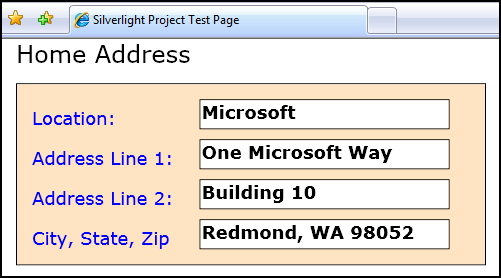 Silverlight Project Test Page
Home Address
Location: Microsoft
Address Line 1: One Microsoft Way
Address Line 2: Building 10
City, State, Zip Redmond, WA 98052